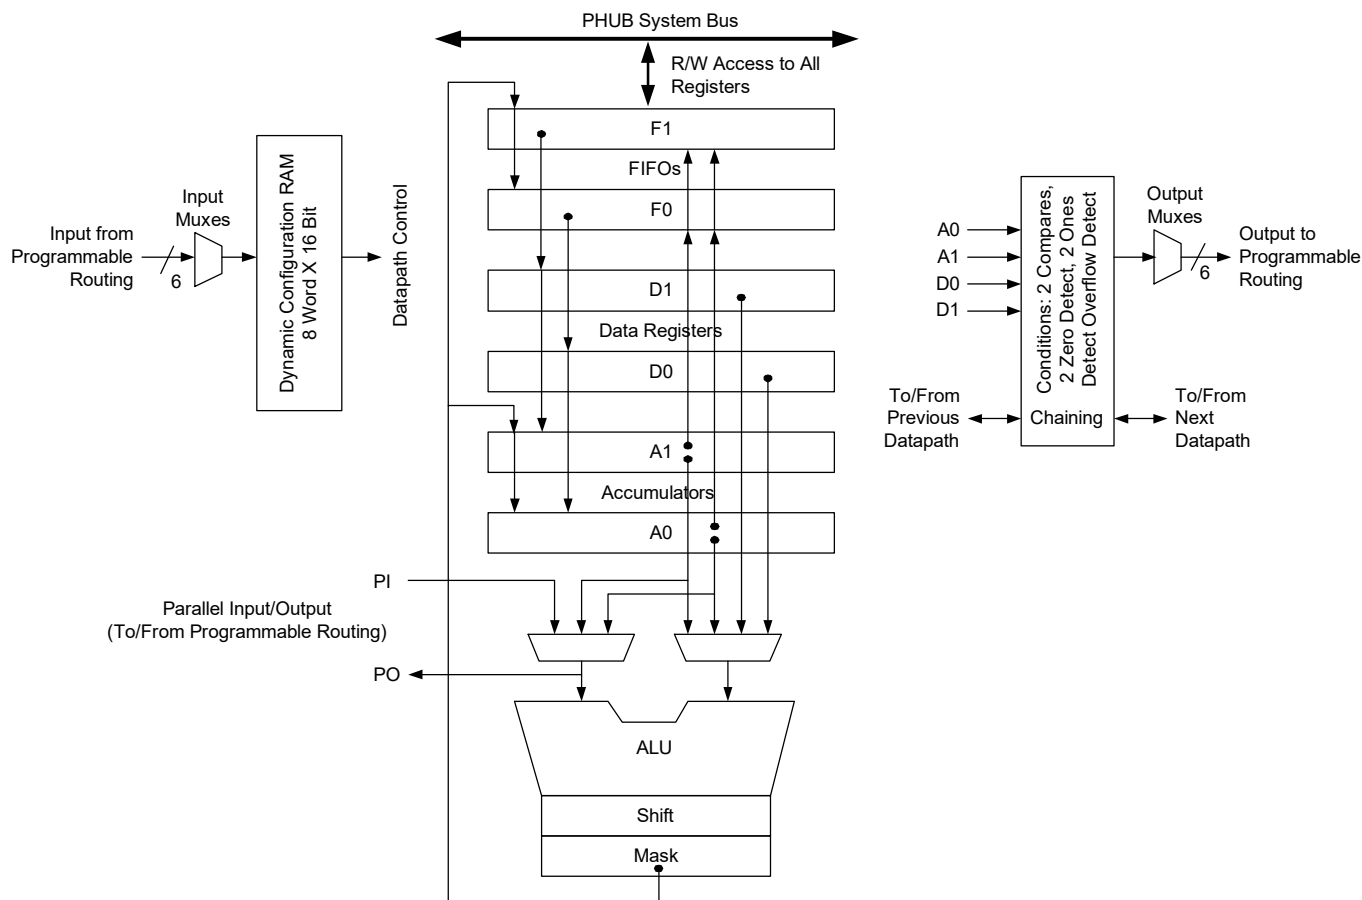 PHUB System Bus
R/W Access to All
Registers
F1
FIFOs
F0
D1
Data Registers
D0
A1
Accumulators
A0
Input from
Programmable
Routing
6
Input
Muxes
Dynamic Configuration RAM
8 Word X 16 Bit
Datapath Control
PI
Parallel Input/Output
(To/From Programmable Routing)
PO
ALU
Shift
Mask
A0
A1
D0
D1
Conditions: 2 Compares,
2 Zero Detect, 2 Ones
Detect Overflow Detect
Output
Muxes
6
Output to
Programmable
Routing
To/From
Previous
Datapath
Chaining
To/From
Next
Datapath